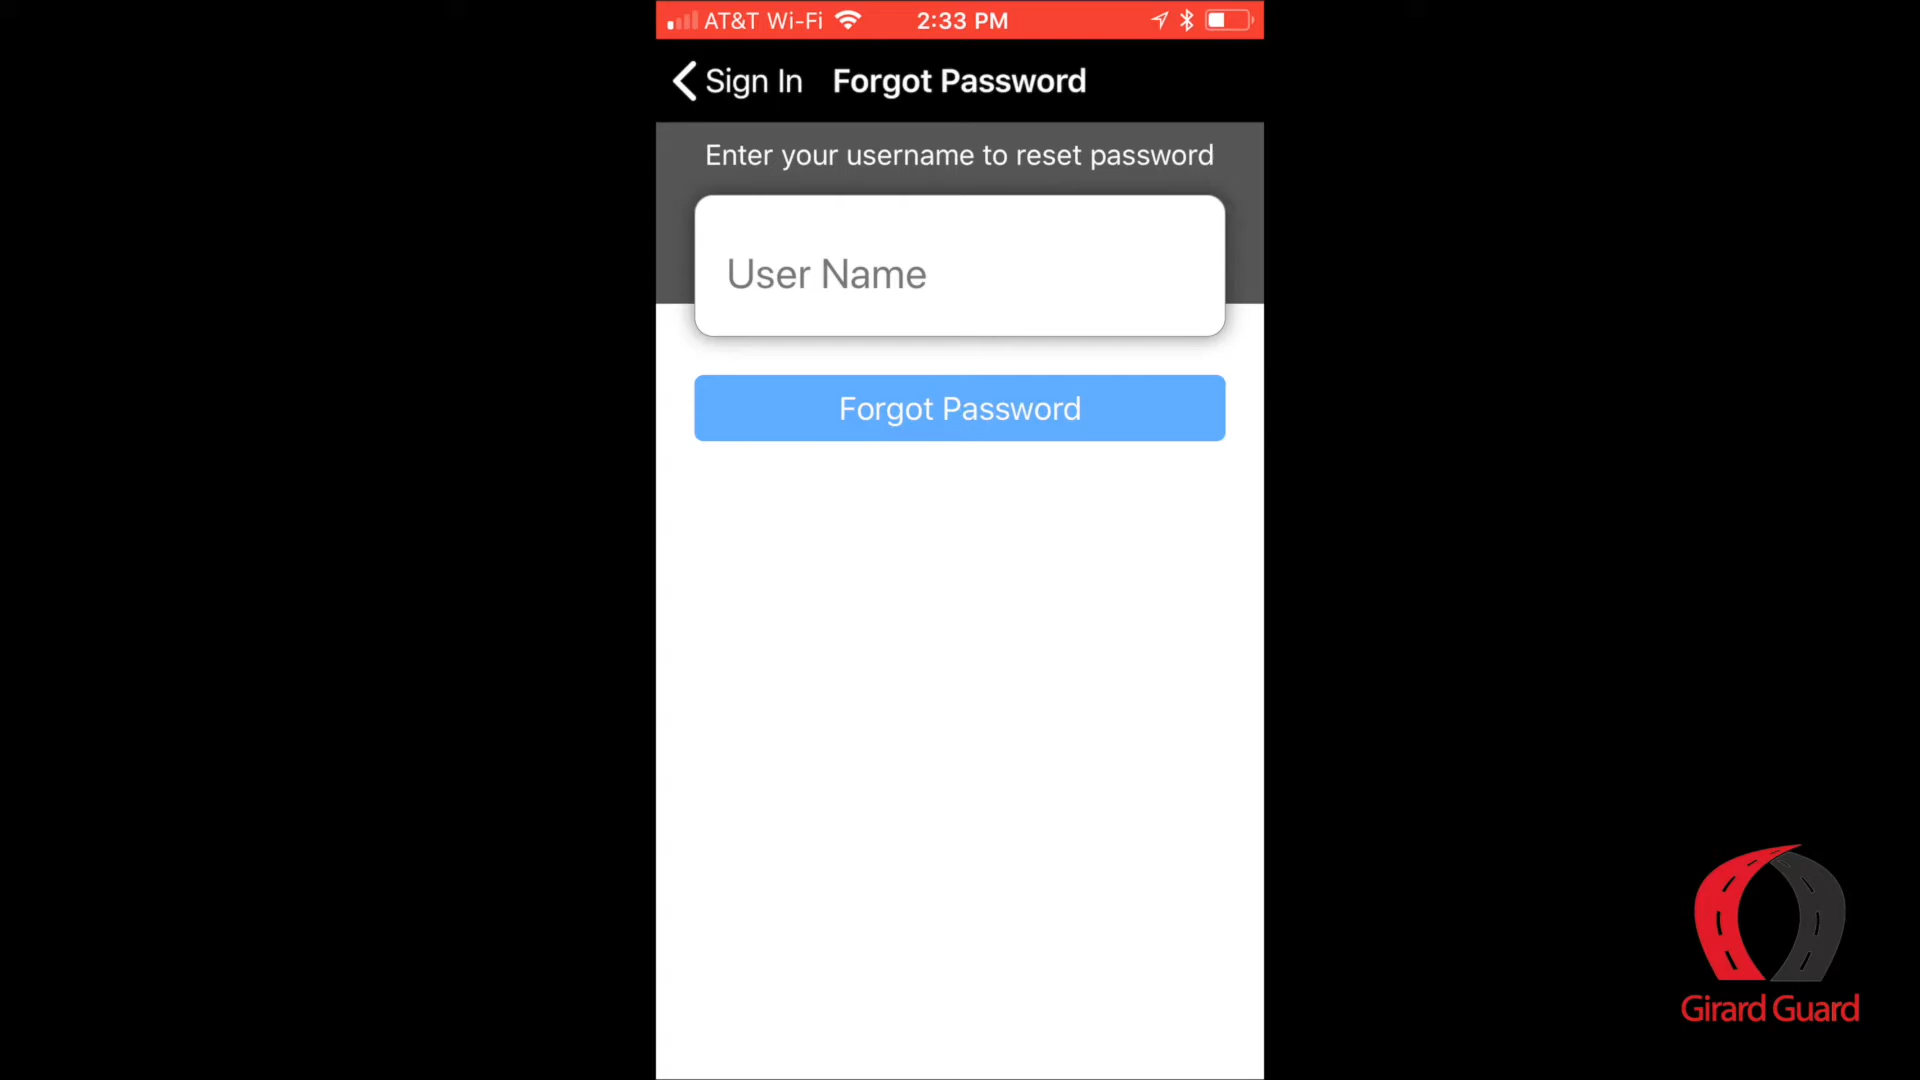 AT&T Wi-Fi 2:33 PM
Sign In Forgot Password
Enter your username to reset password
User Name
Forgot Password
Girard Guard